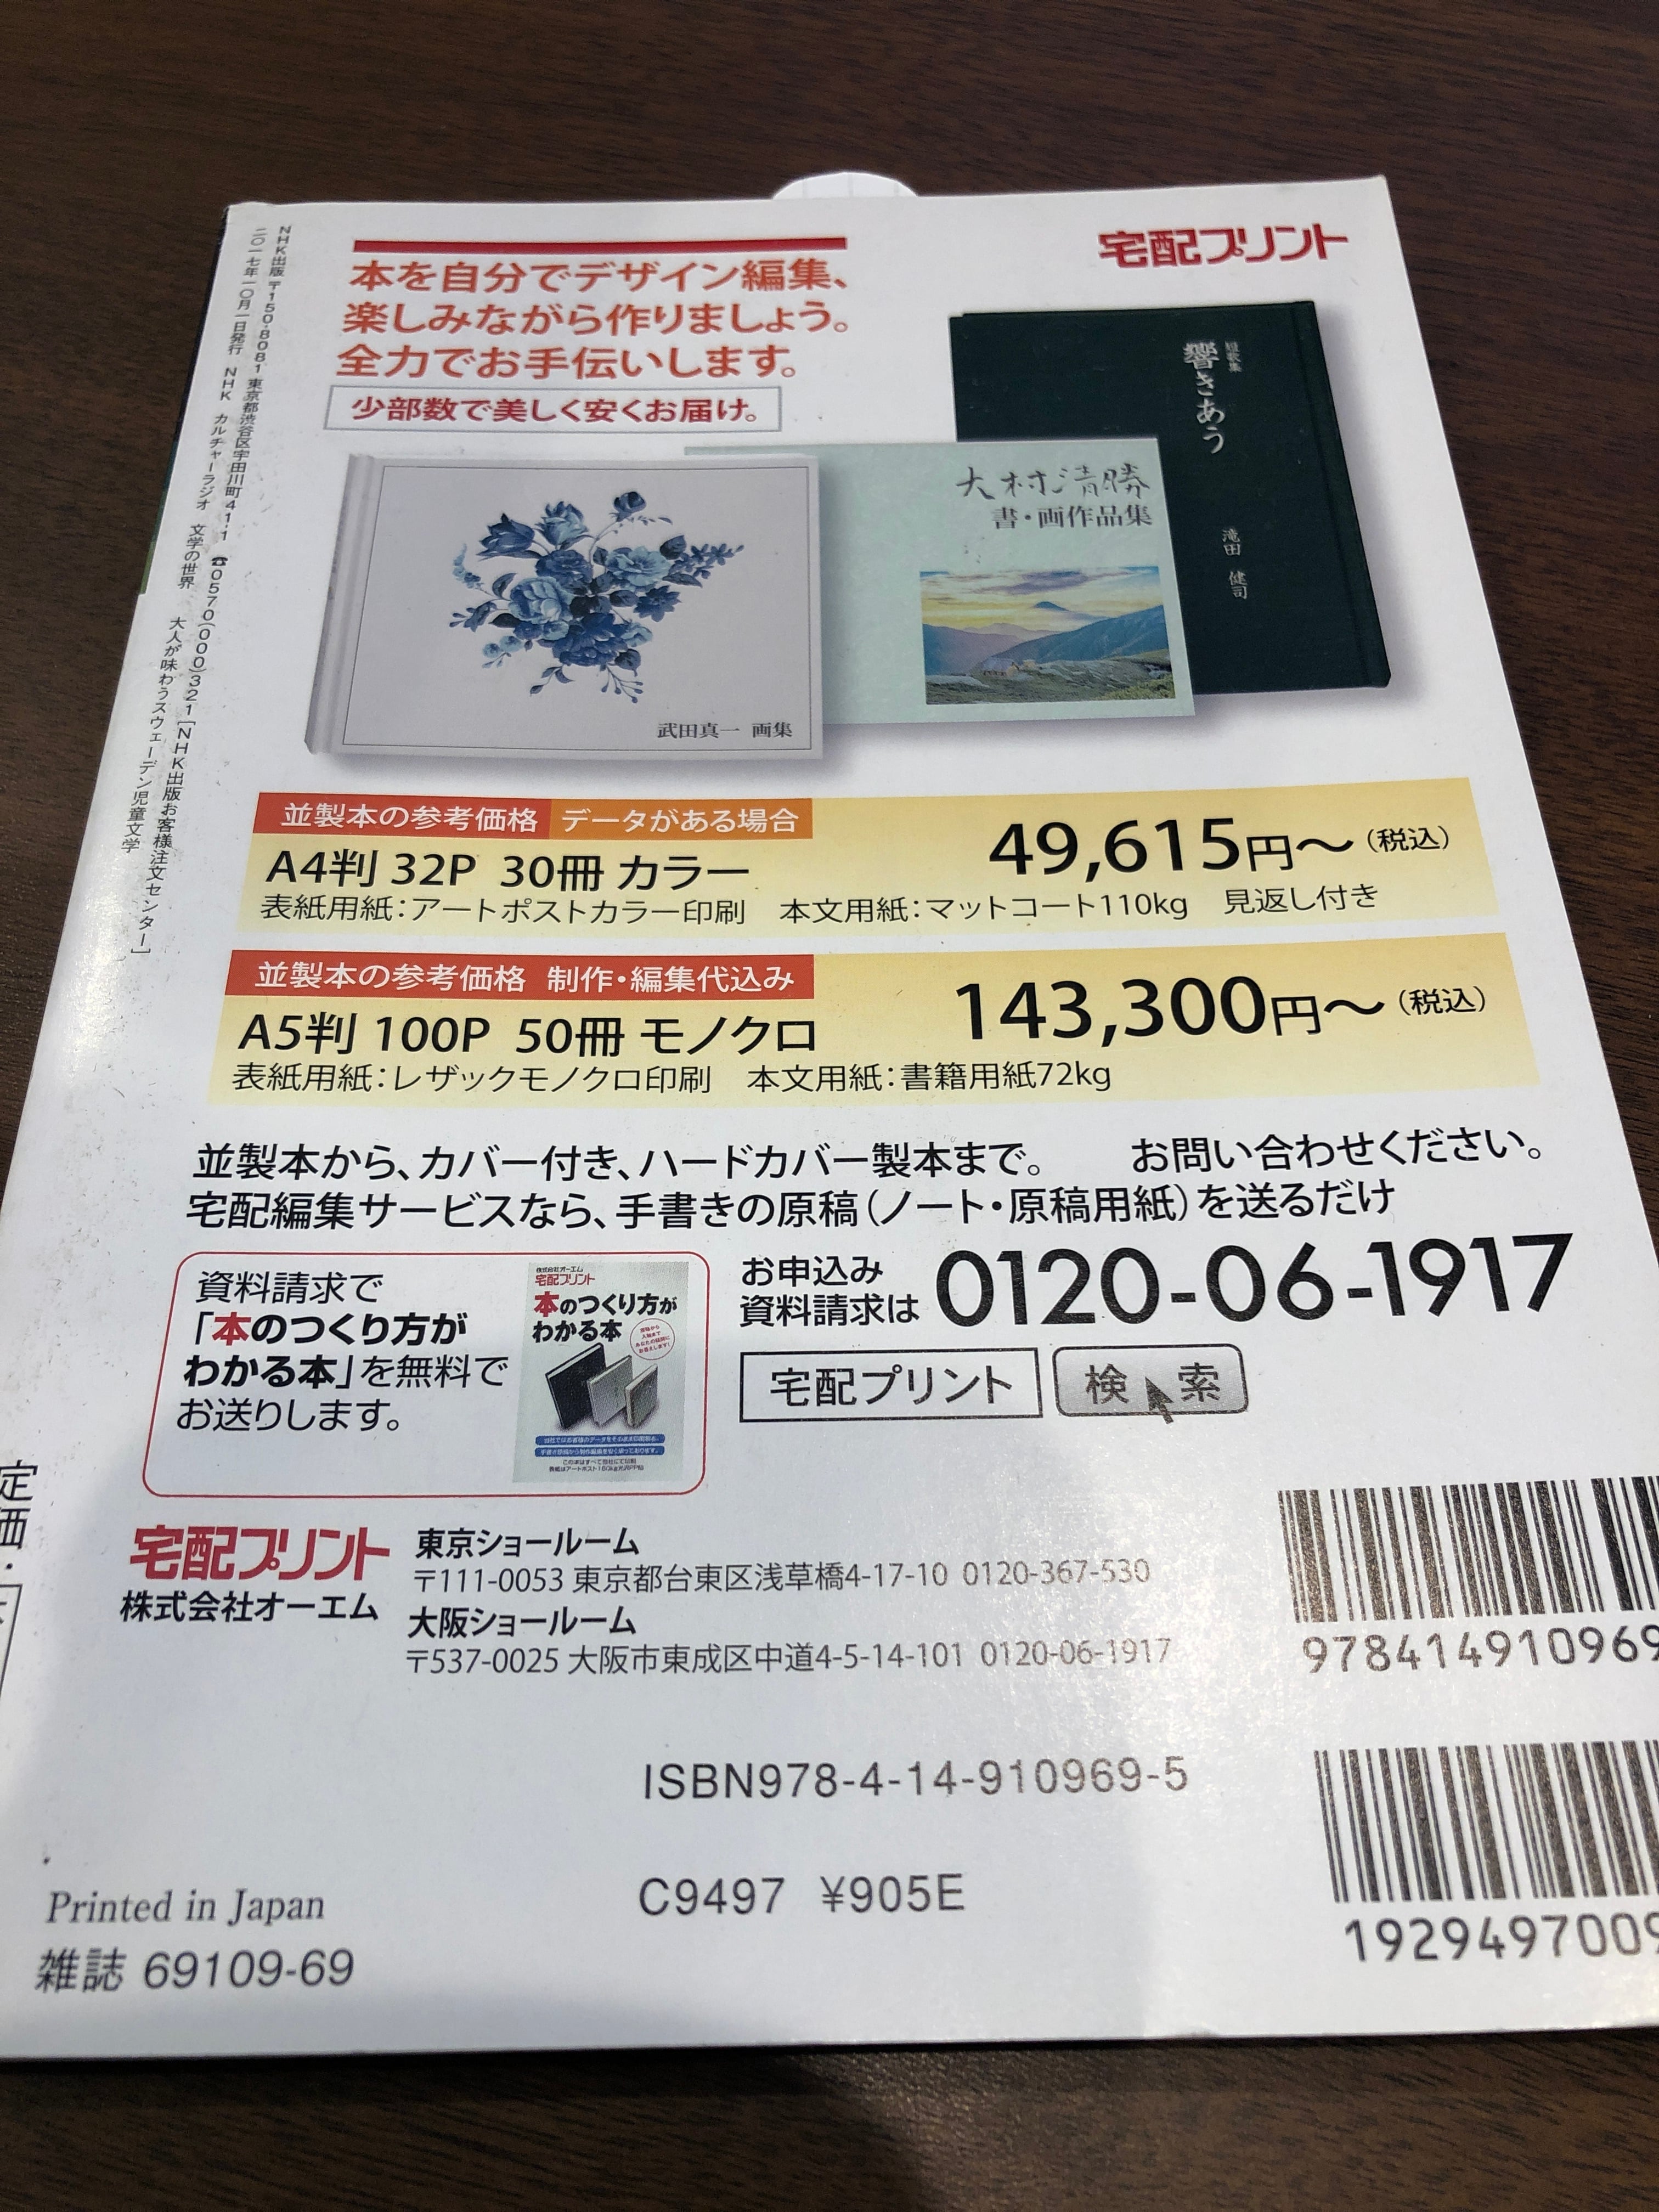 宅配プリント
本を自分でデザイン編集、
楽しみながら作りましょう。
全力でお手伝いします。
少部数で美しく安くお届け。
短歌集
響きあう
滝田 健司
大村清勝
書・画作品集
武田真一 画集
並製本の参考価格 データがある場合
A4判 32P 30冊 カラー 49,615円〜（税込）
表紙用紙：アートポストカラー印刷 本文用紙：マットコート110kg 見返し付き
並製本の参考価格 制作・編集代込み
A5判 100P 50冊 モノクロ 143,300円〜（税込）
表紙用紙：レザックモノクロ印刷 本文用紙：書籍用紙72kg
並製本から、カバー付き、ハードカバー製本まで。 お問い合わせください。
宅配編集サービスなら、手書きの原稿（ノート・原稿用紙）を送るだけ
資料請求で
「本のつくり方が
わかる本」を無料で
お送りします。
株式会社オーエム
宅配プリント
本のつくり方が
わかる本
お申込み
資料請求は 0120-06-1917
宅配プリント 検索
宅配プリント
株式会社オーエム
東京ショールーム
〒111-0053 東京都台東区浅草橋4-17-10 0120-367-530
大阪ショールーム
〒537-0025 大阪市東成区中道4-5-14-101 0120-06-1917
978414910969
ISBN978-4-14-910969-5
C9497 ¥905E
1929497009
Printed in Japan
雑誌 69109-69
NHK出版 〒150-8081 東京都渋谷区宇田川町41-1 ☎0570(000)321［NHK出版お客様注文センター］
二〇一七年一〇月一日発行 NHK カルチャーラジオ 文学の世界 大人が味わうスウェーデン児童文学
定価・